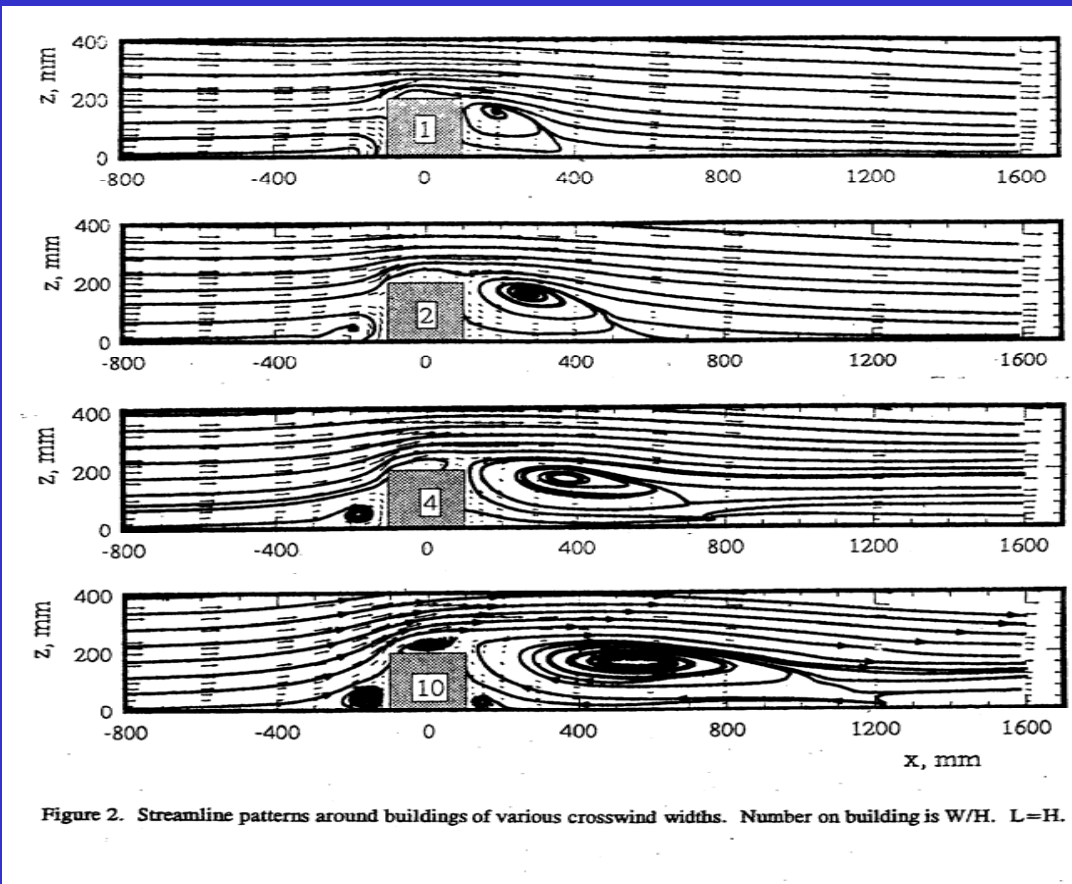 400
z, mm
200
1
0
-800 -400 0 400 800 1200 1600
400
z, mm
200
2
0
-800 -400 0 400 800 1200 1600
400
z, mm
200
4
0
-800 -400 0 400 800 1200 1600
400
z, mm
200
10
0
-800 -400 0 400 800 1200 1600
x, mm
Figure 2. Streamline patterns around buildings of various crosswind widths. Number on building is W/H. L=H.